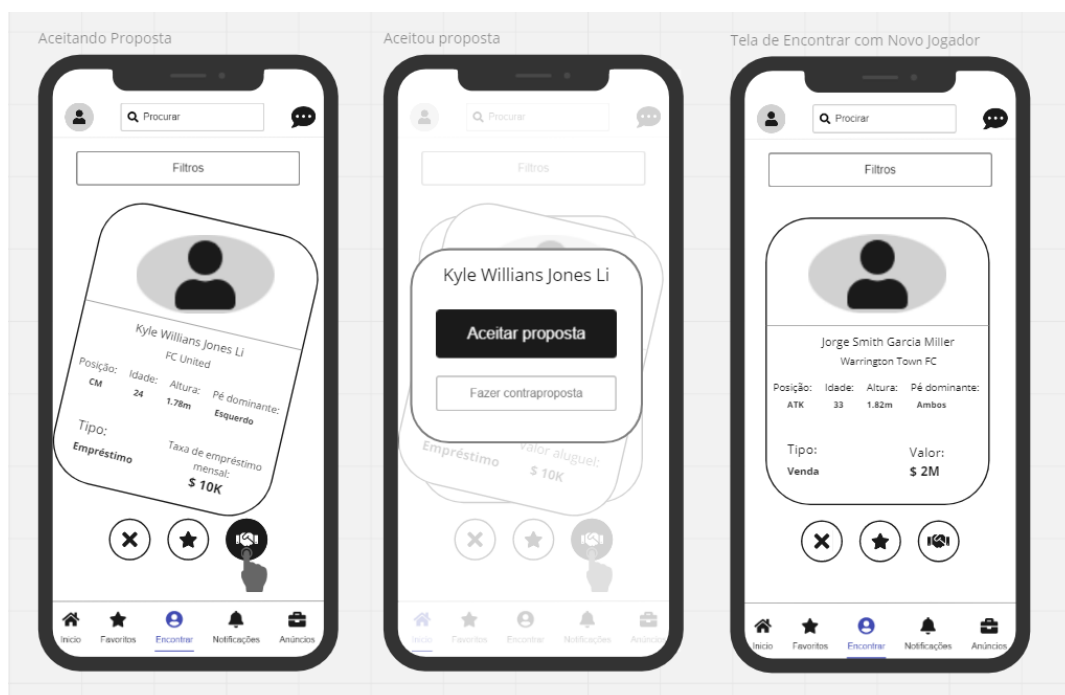 Aceitando Proposta
Procurar
Filtros
Kyle Willians Jones Li
FC United
Posição: Idade: Altura: Pé dominante:
CM 24 1.78m Esquerdo
Tipo: Taxa de empréstimo
Empréstimo mensal:
$ 10K
Inicio Favoritos Encontrar Notificações Anúncios
Aceitou proposta
Procurar
Filtros
Kyle Willians Jones Li
Aceitar proposta
Fazer contraproposta
Empréstimo Valor aluguel:
$ 10K
Inicio Favoritos Encontrar Notificações Anúncios
Tela de Encontrar com Novo Jogador
Procirar
Filtros
Jorge Smith Garcia Miller
Warrington Town FC
Posição: Idade: Altura: Pé dominante:
ATK 33 1.82m Ambos
Tipo: Valor:
Venda $ 2M
Inicio Favoritos Encontrar Notificações Anúncios